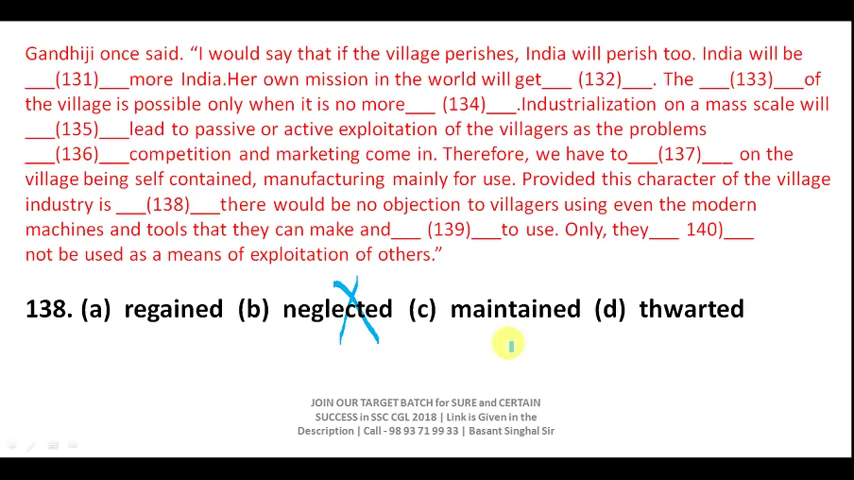 Gandhiji once said. “I would say that if the village perishes, India will perish too. India will be
___(131)___more India.Her own mission in the world will get___ (132)___. The ___(133)___of
the village is possible only when it is no more___ (134)___.Industrialization on a mass scale will
___(135)___lead to passive or active exploitation of the villagers as the problems
___(136)___competition and marketing come in. Therefore, we have to___(137)___ on the
village being self contained, manufacturing mainly for use. Provided this character of the village
industry is ___(138)___there would be no objection to villagers using even the modern
machines and tools that they can make and___ (139)___to use. Only, they___ 140)___
not be used as a means of exploitation of others.”
138. (a) regained (b) neglected (c) maintained (d) thwarted
JOIN OUR TARGET BATCH for SURE and CERTAIN
SUCCESS in SSC CGL 2018 | Link is Given in the
Description | Call - 98 93 71 99 33 | Basant Singhal Sir